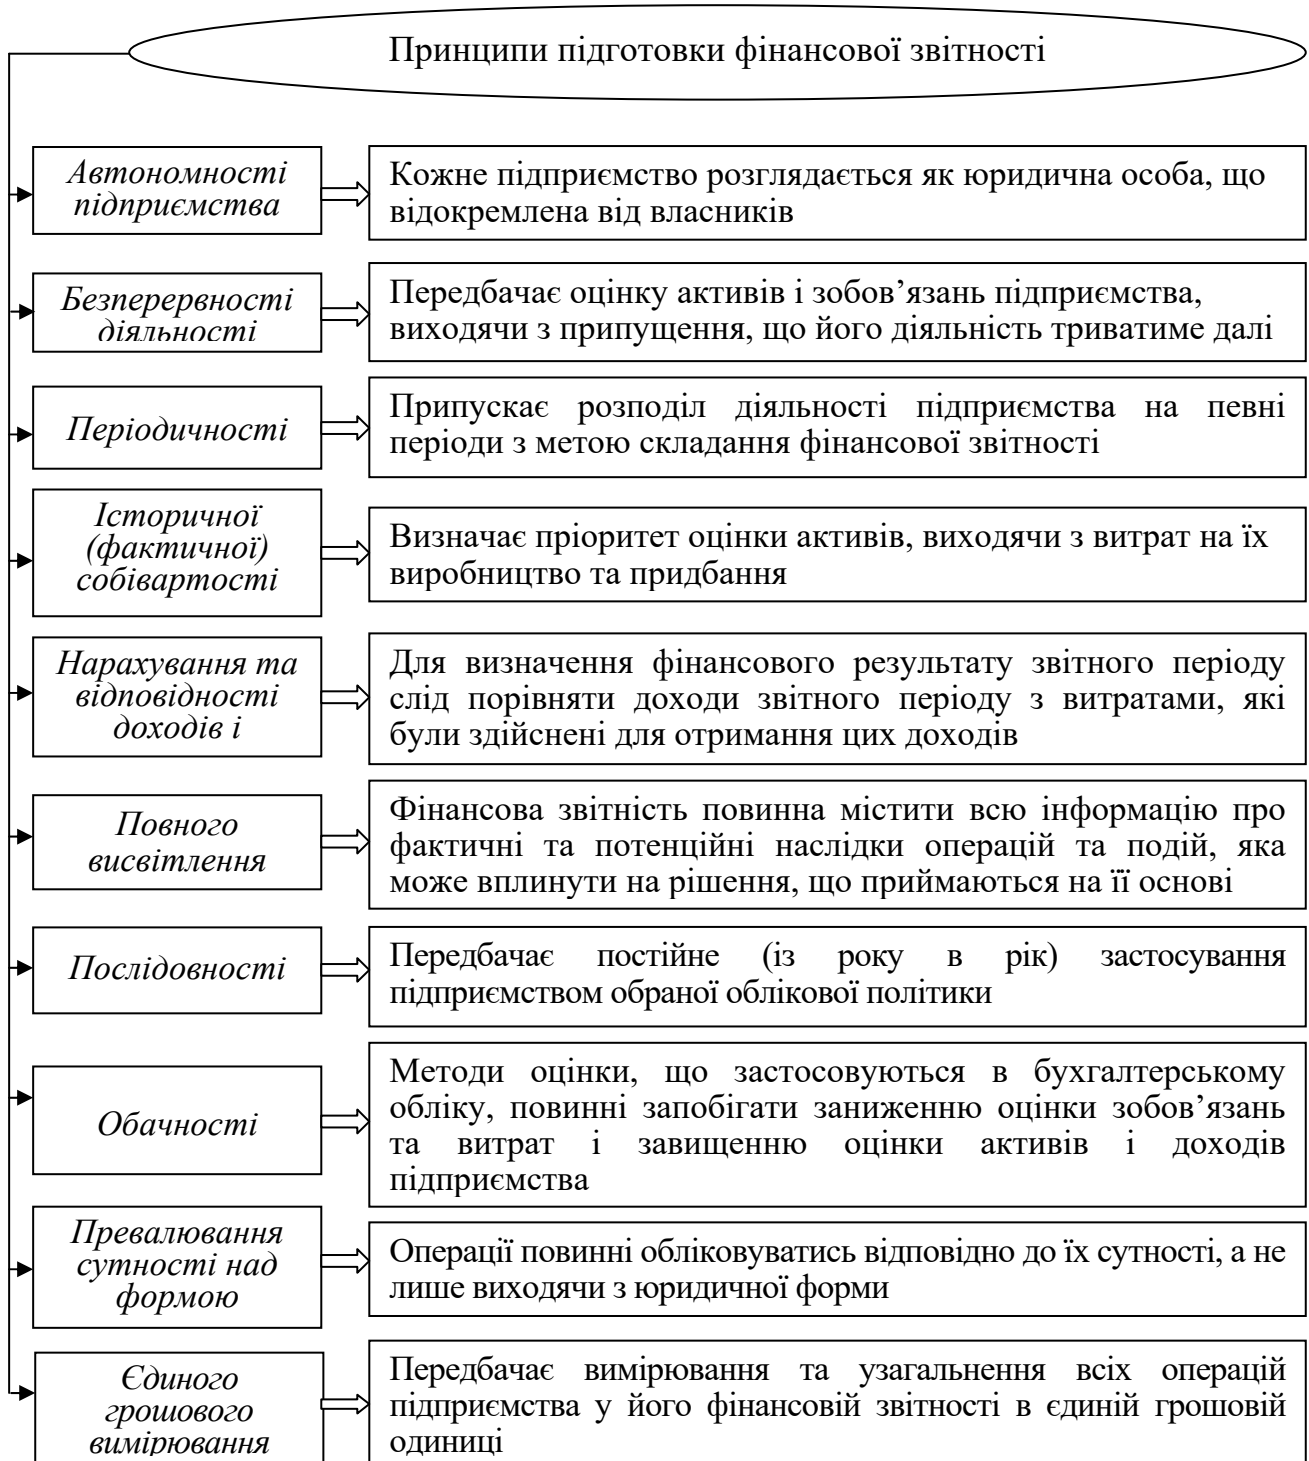 Принципи підготовки фінансової звітності
Автономності
підприємства
Кожне підприємство розглядається як юридична особа, що
відокремлена від власників
Безперервності
діяльності
Передбачає оцінку активів і зобов’язань підприємства,
виходячи з припущення, що його діяльність триватиме далі
Періодичності
Припускає розподіл діяльності підприємства на певні
періоди з метою складання фінансової звітності
Історичної
(фактичної)
собівартості
Визначає пріоритет оцінки активів, виходячи з витрат на їх
виробництво та придбання
Нарахування та
відповідності
доходів і
Для визначення фінансового результату звітного періоду
слід порівняти доходи звітного періоду з витратами, які
були здійснені для отримання цих доходів
Повного
висвітлення
Фінансова звітність повинна містити всю інформацію про
фактичні та потенційні наслідки операцій та подій, яка
може вплинути на рішення, що приймаються на її основі
Послідовності
Передбачає постійне (із року в рік) застосування
підприємством обраної облікової політики
Обачності
Методи оцінки, що застосовуються в бухгалтерському
обліку, повинні запобігати заниженню оцінки зобов’язань
та витрат і завищенню оцінки активів і доходів
підприємства
Превалювання
сутності над
формою
Операції повинні обліковуватись відповідно до їх сутності, а не
лише виходячи з юридичної форми
Єдиного
грошового
вимірювання
Передбачає вимірювання та узагальнення всіх операцій
підприємства у його фінансовій звітності в єдиній грошовій
одиниці